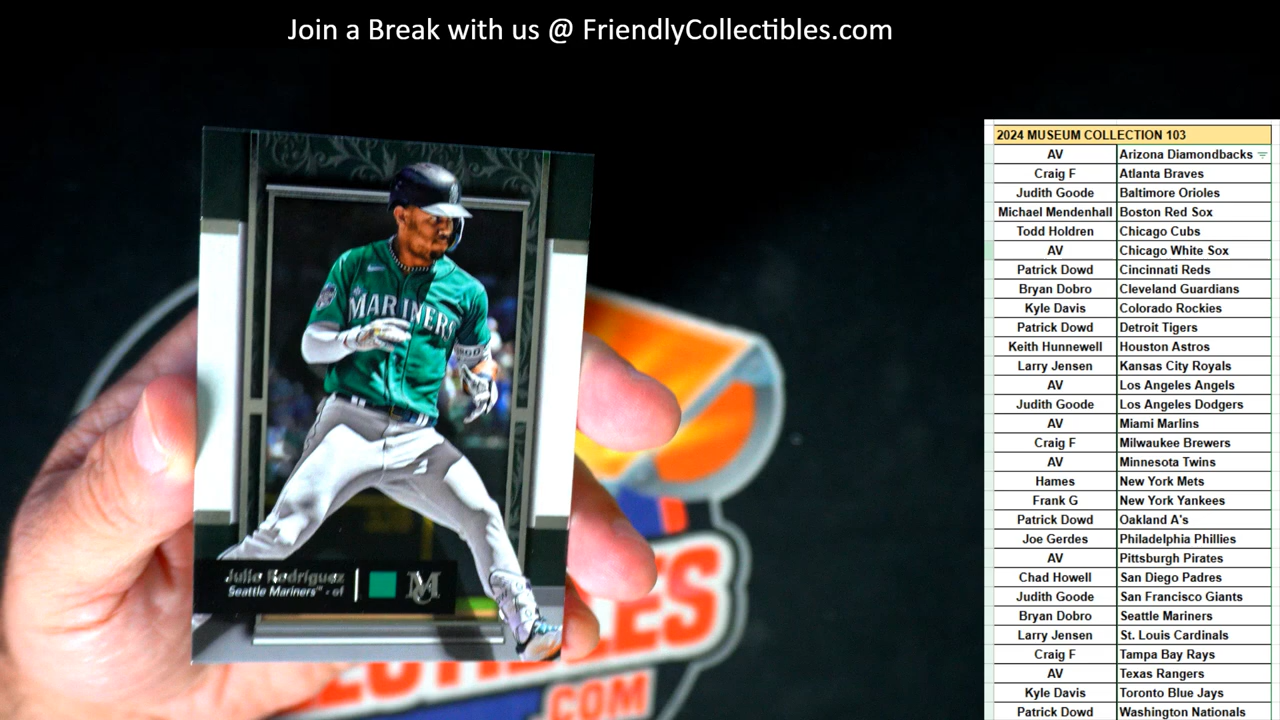 Join a Break with us @ FriendlyCollectibles.com
MARINERS
Julio Rodríguez
Seattle Mariners™ - of
M
.COM
2024 MUSEUM COLLECTION 103
AV Arizona Diamondbacks
Craig F Atlanta Braves
Judith Goode Baltimore Orioles
Michael Mendenhall Boston Red Sox
Todd Holdren Chicago Cubs
AV Chicago White Sox
Patrick Dowd Cincinnati Reds
Bryan Dobro Cleveland Guardians
Kyle Davis Colorado Rockies
Patrick Dowd Detroit Tigers
Keith Hunnewell Houston Astros
Larry Jensen Kansas City Royals
AV Los Angeles Angels
Judith Goode Los Angeles Dodgers
AV Miami Marlins
Craig F Milwaukee Brewers
AV Minnesota Twins
Hames New York Mets
Frank G New York Yankees
Patrick Dowd Oakland A's
Joe Gerdes Philadelphia Phillies
AV Pittsburgh Pirates
Chad Howell San Diego Padres
Judith Goode San Francisco Giants
Bryan Dobro Seattle Mariners
Larry Jensen St. Louis Cardinals
Craig F Tampa Bay Rays
AV Texas Rangers
Kyle Davis Toronto Blue Jays
Patrick Dowd Washington Nationals